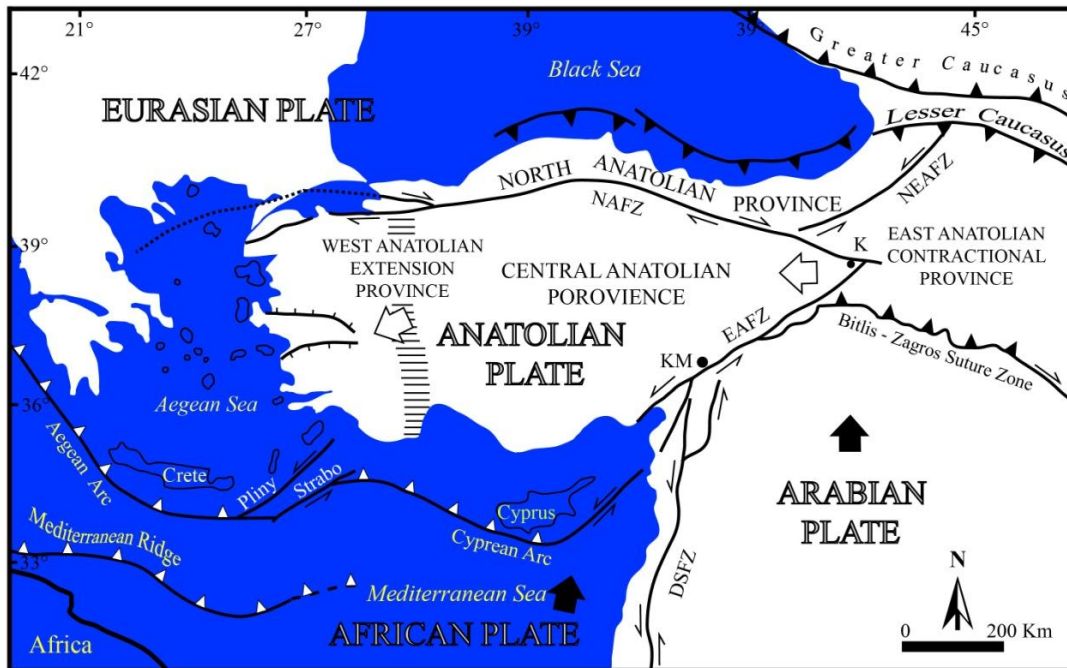 21°
27°
39°
39°
45°
42°
39°
36°
33°
Greater Caucasus
Black Sea
Lesser Caucasus
EURASIAN PLATE
NORTH ANATOLIAN PROVINCE
NAFZ
NEAFZ
K
WEST ANATOLIAN
EXTENSION
PROVINCE
CENTRAL ANATOLIAN
POROVIENCE
EAST ANATOLIAN
CONTRACTIONAL
PROVINCE
ANATOLIAN
PLATE
EAFZ
KM
Bitlis - Zagros Suture Zone
Aegean Sea
Aegean Arc
Crete
Pliny
Strabo
Cyprus
Cyprean Arc
ARABIAN
PLATE
Mediterranean Ridge
Mediterranean Sea
DSFZ
AFRICAN PLATE
Africa
N
0 200 Km